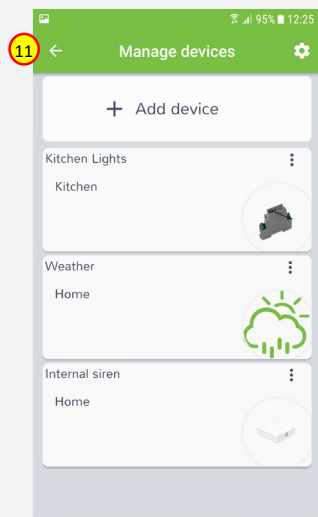 95% 12:25
11
Manage devices
+ Add device
Kitchen Lights
Kitchen
Weather
Home
Internal siren
Home